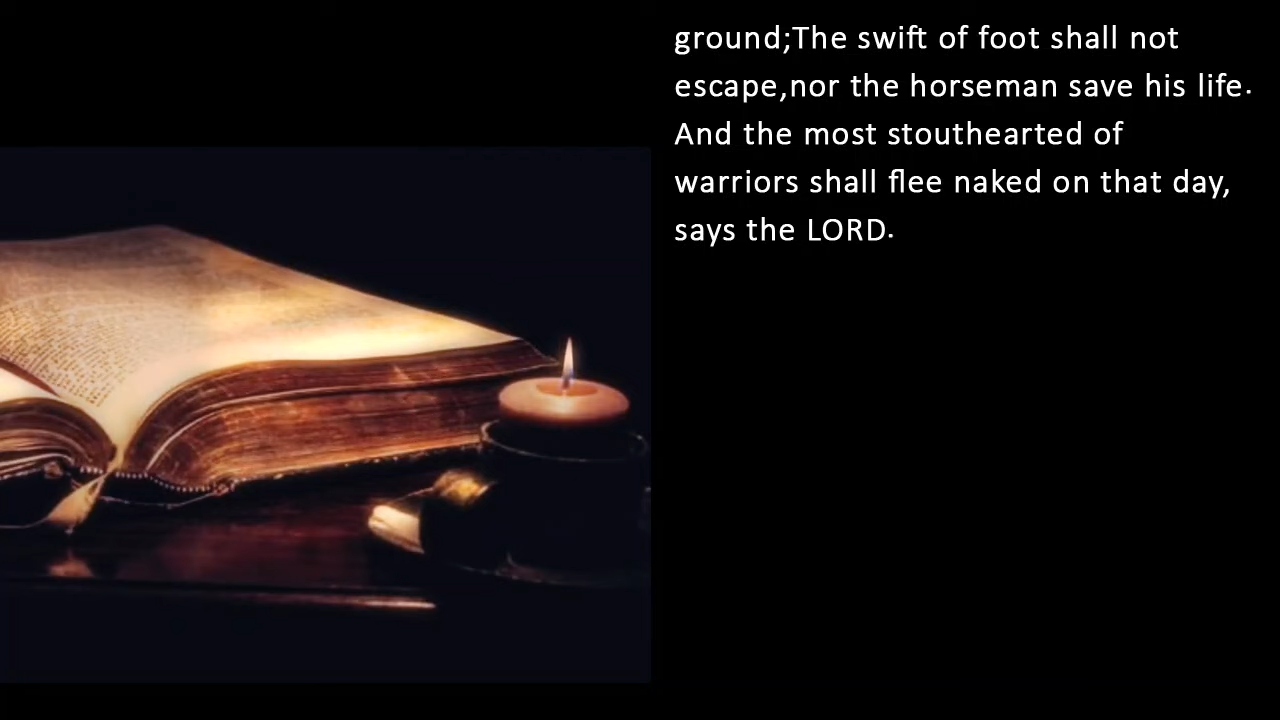 ground;The swift of foot shall not
escape,nor the horseman save his life.
And the most stouthearted of
warriors shall flee naked on that day,
says the LORD.